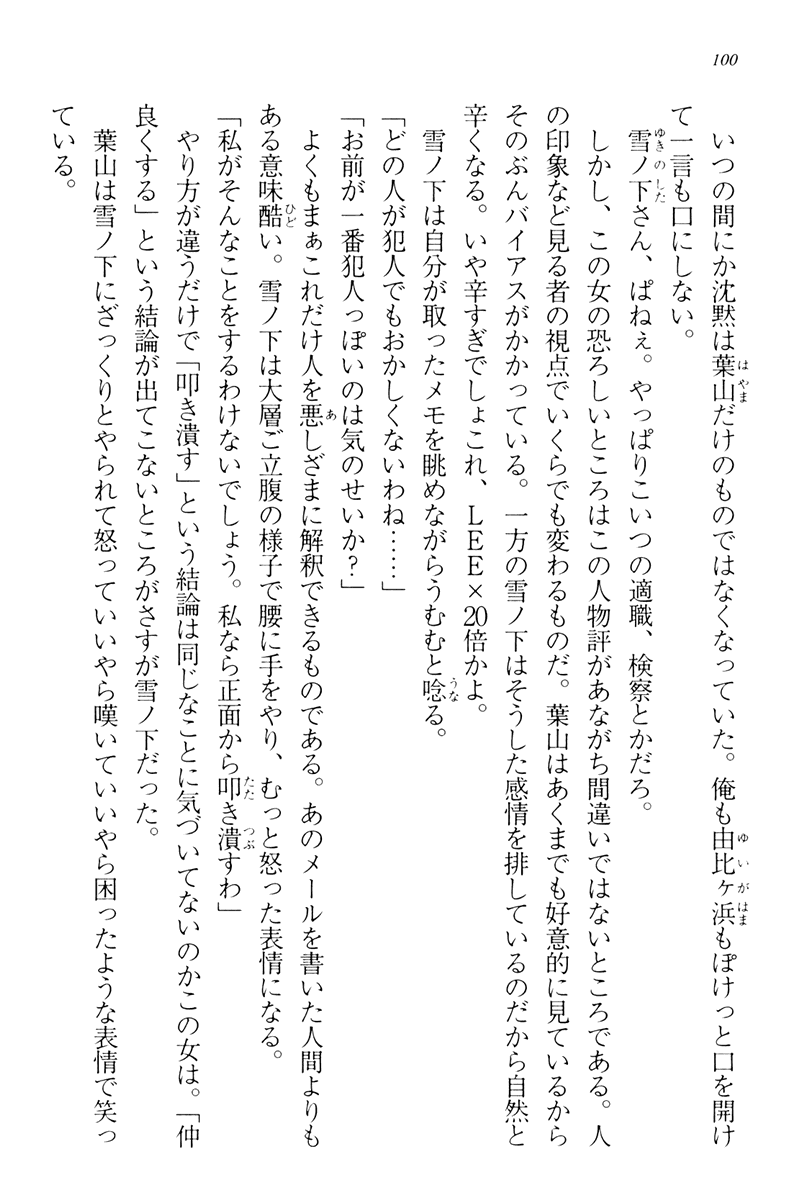 100
いつの間にか沈黙は葉山だけのものではなくなっていた。俺も由比ヶ浜もぽけっと口を開け
て一言も口にしない。
雪ノ下さん、ぱねぇ。やっぱりこいつの適職、検察とかだろ。
しかし、この女の恐ろしいところはこの人物評があながち間違いではないところである。人
の印象など見る者の視点でいくらでも変わるものだ。葉山はあくまでも好意的に見ているから
そのぶんバイアスがかかっている。一方の雪ノ下はそうした感情を排しているのだから自然と
辛くなる。いや辛すぎでしょこれ、ＬＥＥ×20倍かよ。
雪ノ下は自分が取ったメモを眺めながらうむむと唸る。
「どの人が犯人でもおかしくないわね……」
「お前が一番犯人っぽいのは気のせいか？」
よくもまぁこれだけ人を悪しざまに解釈できるものである。あのメールを書いた人間よりも
ある意味酷い。雪ノ下は大層ご立腹の様子で腰に手をやり、むっと怒った表情になる。
「私がそんなことをするわけないでしょう。私なら正面から叩き潰すわ」
やり方が違うだけで「叩き潰す」という結論は同じなことに気づいてないのかこの女は。「仲
良くする」という結論が出てこないところがさすが雪ノ下だった。
葉山は雪ノ下にざっくりとやられて怒っていいやら嘆いていいやら困ったような表情で笑っ
ている。